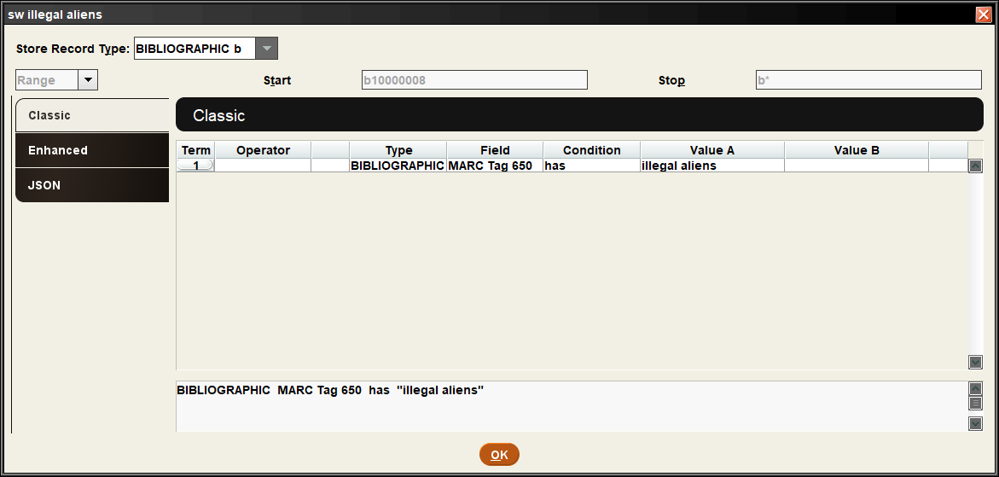 sw illegal aliens
Store Record Type: BIBLIOGRAPHIC b
Range Start b10000008 Stop b*
Classic
Enhanced
JSON
Classic
Term Operator Type Field Condition Value A Value B
1 BIBLIOGRAPHIC MARC Tag 650 has illegal aliens
BIBLIOGRAPHIC MARC Tag 650 has "illegal aliens"
OK